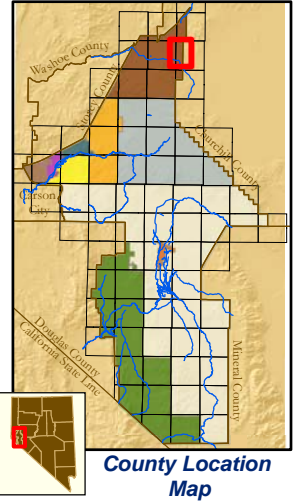 Washoe County
Storey County
Churchill County
Carson
City
Douglas County
California State Line
Mineral County
County Location
Map